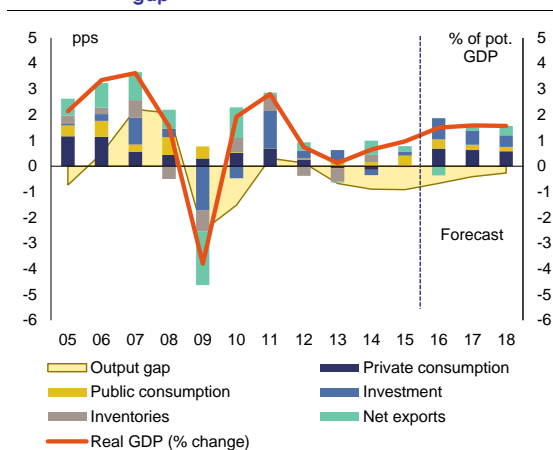 gap
pps
% of pot.
GDP
5 5
4 4
3 3
2 2
1 1
0 0
-1 -1
-2 -2
Forecast
-3 -3
-4 -4
-5 -5
-6 -6
05 06 07 08 09 10 11 12 13 14 15 16 17 18
Output gap Private consumption
Public consumption Investment
Inventories Net exports
Real GDP (% change)